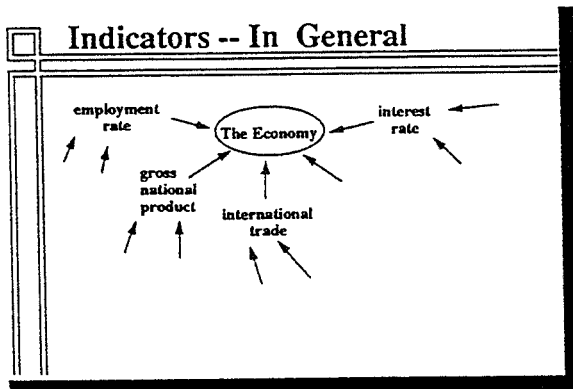 Indicators -- In General
employment
rate
The Economy
interest
rate
gross
national
product
international
trade